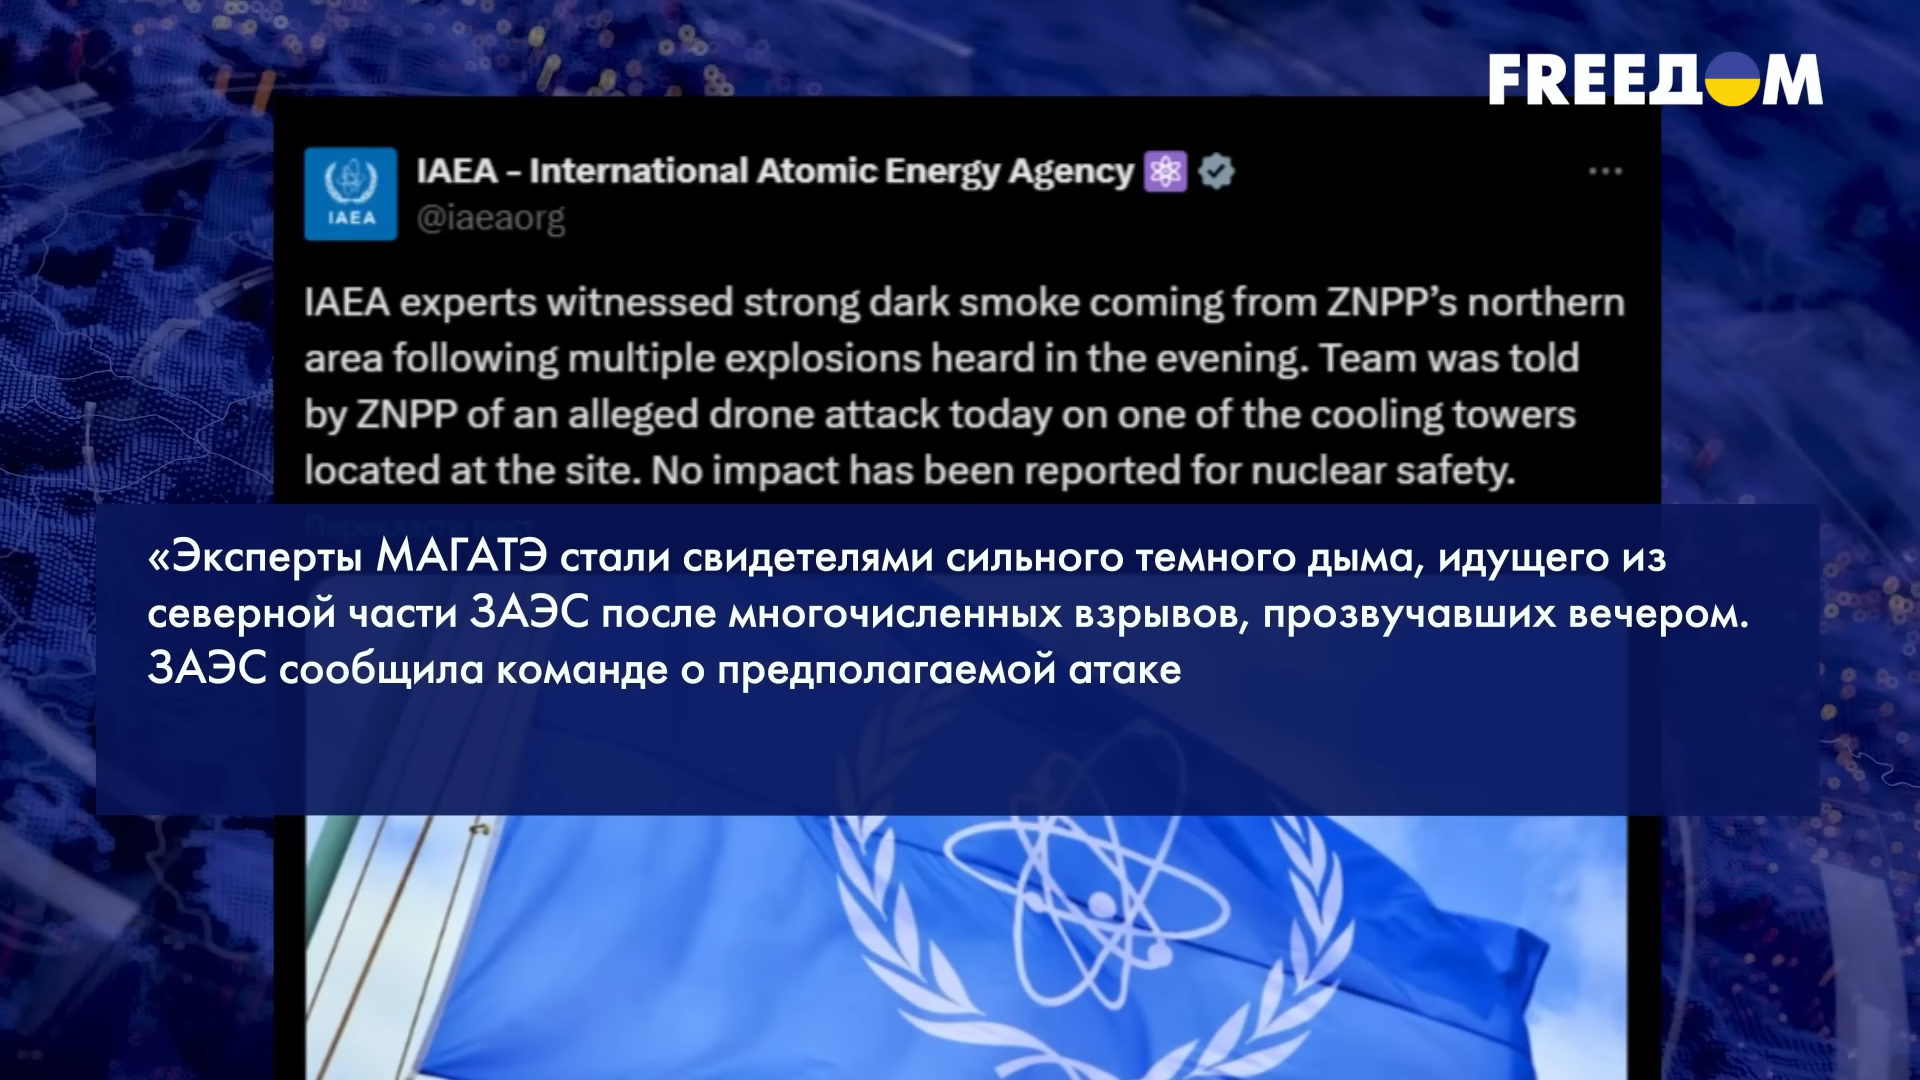 FREEДОМ
IAEA – International Atomic Energy Agency
@iaeaorg
IAEA
IAEA experts witnessed strong dark smoke coming from ZNPP’s northern
area following multiple explosions heard in the evening. Team was told
by ZNPP of an alleged drone attack today on one of the cooling towers
located at the site. No impact has been reported for nuclear safety.
Перекласти пост
«Эксперты МАГАТЭ стали свидетелями сильного темного дыма, идущего из
северной части ЗАЭС после многочисленных взрывов, прозвучавших вечером.
ЗАЭС сообщила команде о предполагаемой атаке